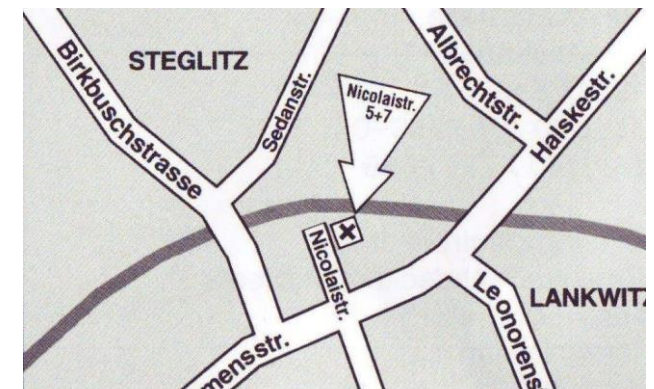 STEGLITZ
Birkbuschstrasse
Sedanstr.
Nicolaistr.
5+7
Albrechtstr.
Halskestr.
Nicolaistr.
LANKWITZ
Leonorens
mensstr.